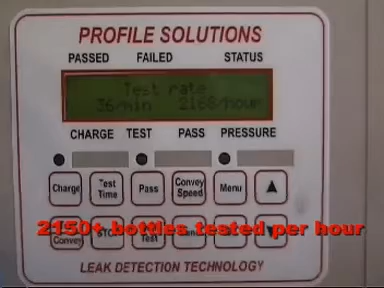 PROFILE SOLUTIONS
PASSED FAILED STATUS
Test rate
36/min 2168/hour
CHARGE TEST PASS PRESSURE
Charge Test Time Pass Convey Speed Menu
2150+ bottles tested per hour
Convey Test
LEAK DETECTION TECHNOLOGY